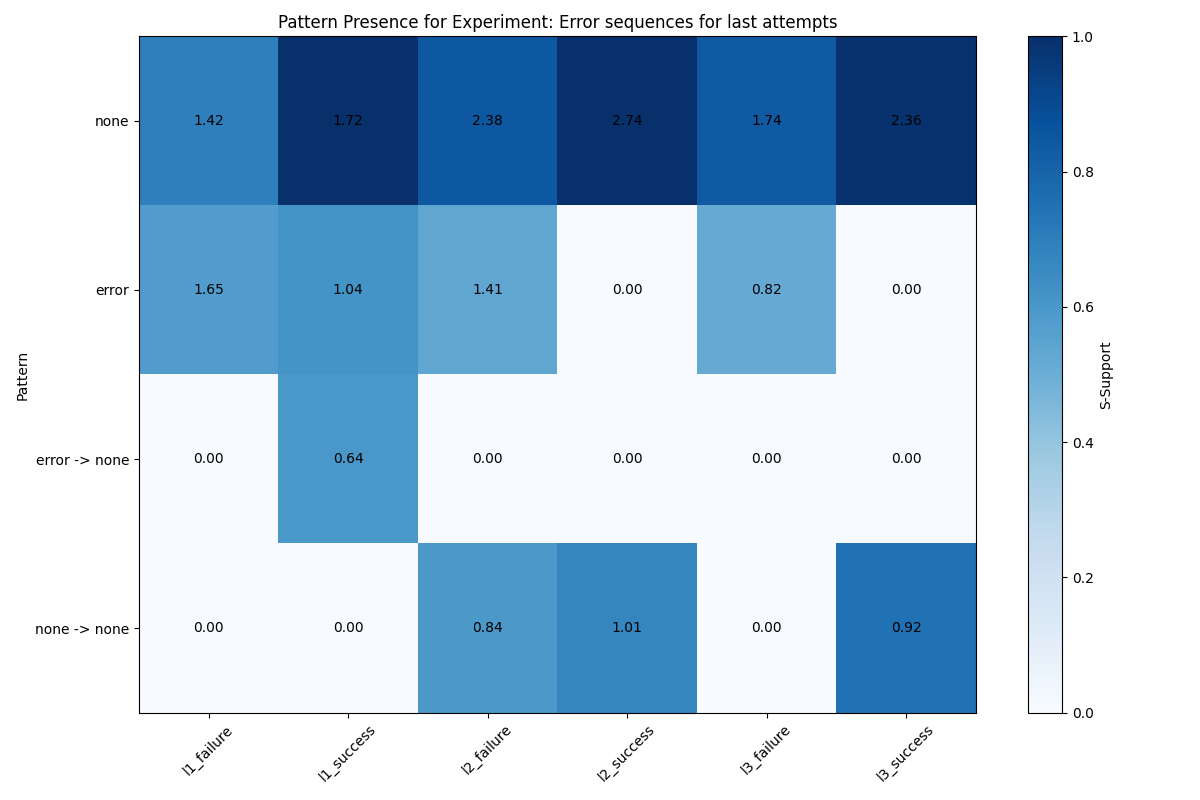 Pattern Presence for Experiment: Error sequences for last attempts
none
1.42
1.72
2.38
2.74
1.74
2.36
error
1.65
1.04
1.41
0.00
0.82
0.00
error -> none
0.00
0.64
0.00
0.00
0.00
0.00
none -> none
0.00
0.00
0.84
1.01
0.00
0.92
Pattern
l1_failure
l1_success
l2_failure
l2_success
l3_failure
l3_success
1.0
0.8
0.6
0.4
0.2
0.0
S-Support